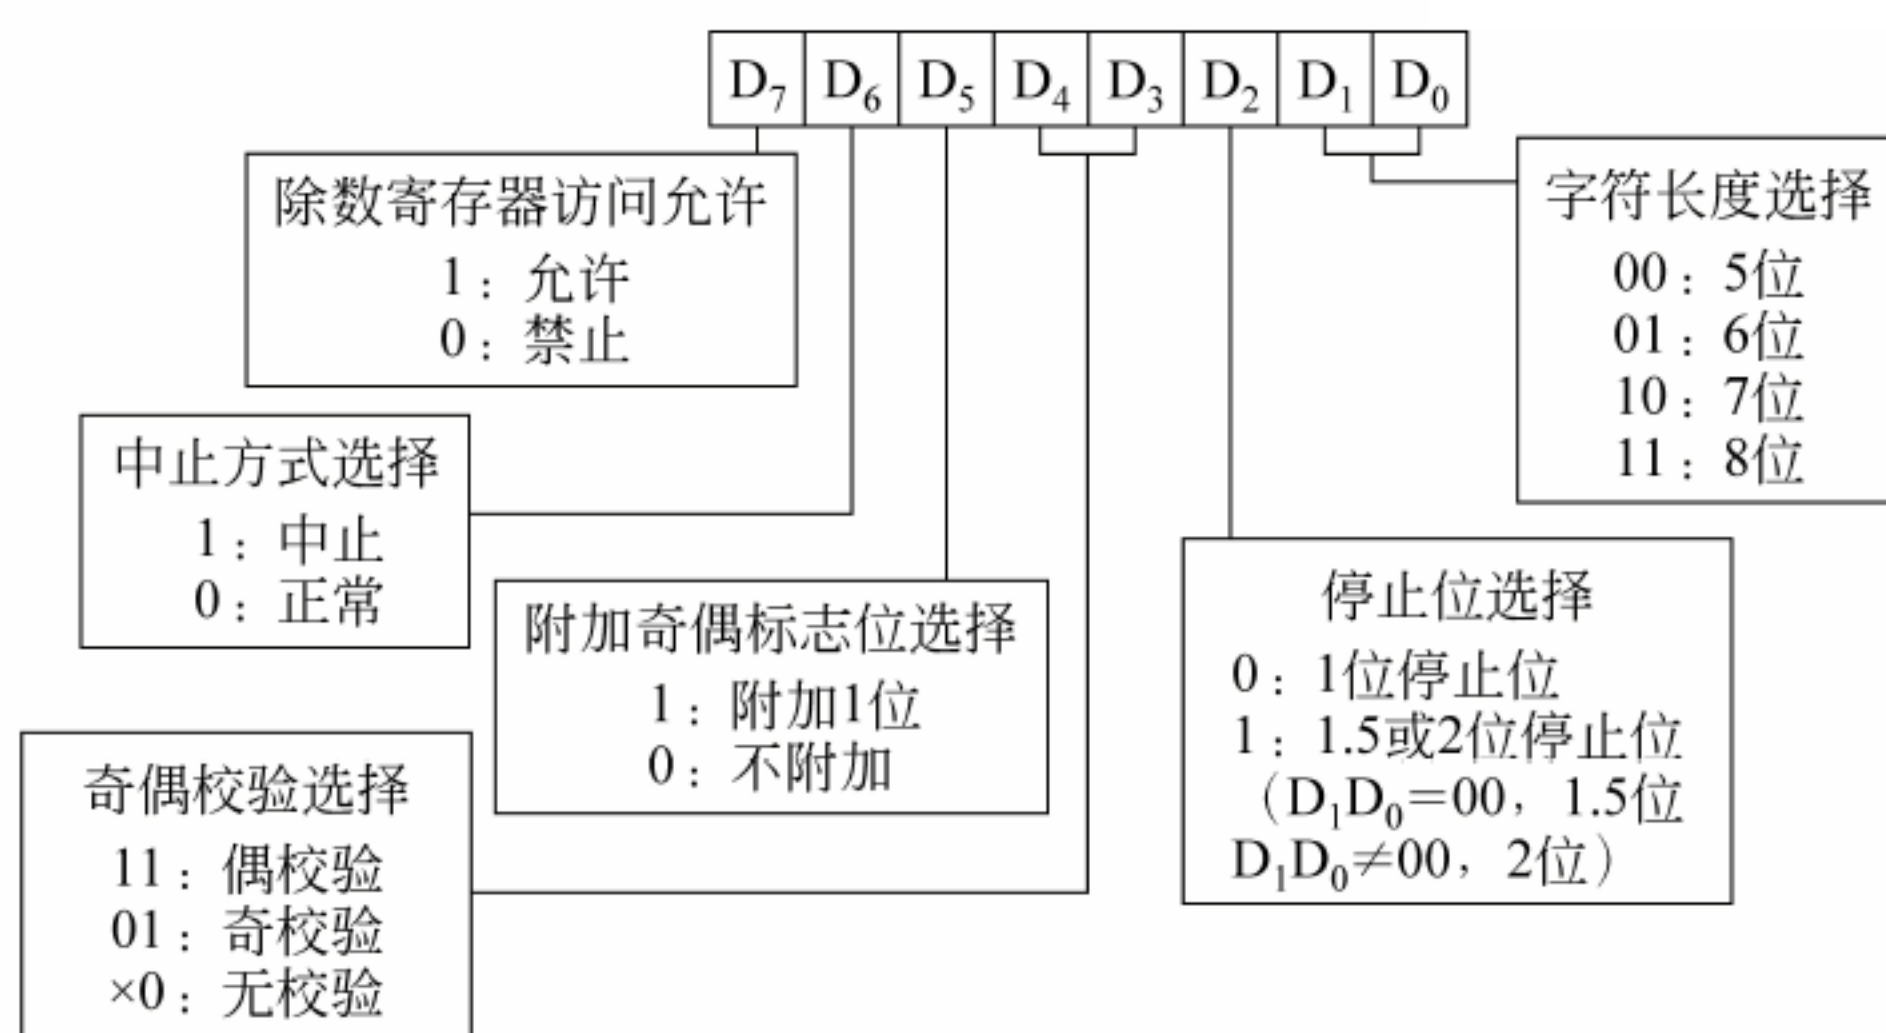 D₇ D₆ D₅ D₄ D₃ D₂ D₁ D₀
除数寄存器访问允许
1：允许
0：禁止
字符长度选择
00：5位
01：6位
10：7位
11：8位
中止方式选择
1：中止
0：正常
附加奇偶标志位选择
1：附加1位
0：不附加
停止位选择
0：1位停止位
1：1.5或2位停止位
（D₁D₀=00，1.5位
D₁D₀≠00，2位）
奇偶校验选择
11：偶校验
01：奇校验
×0：无校验